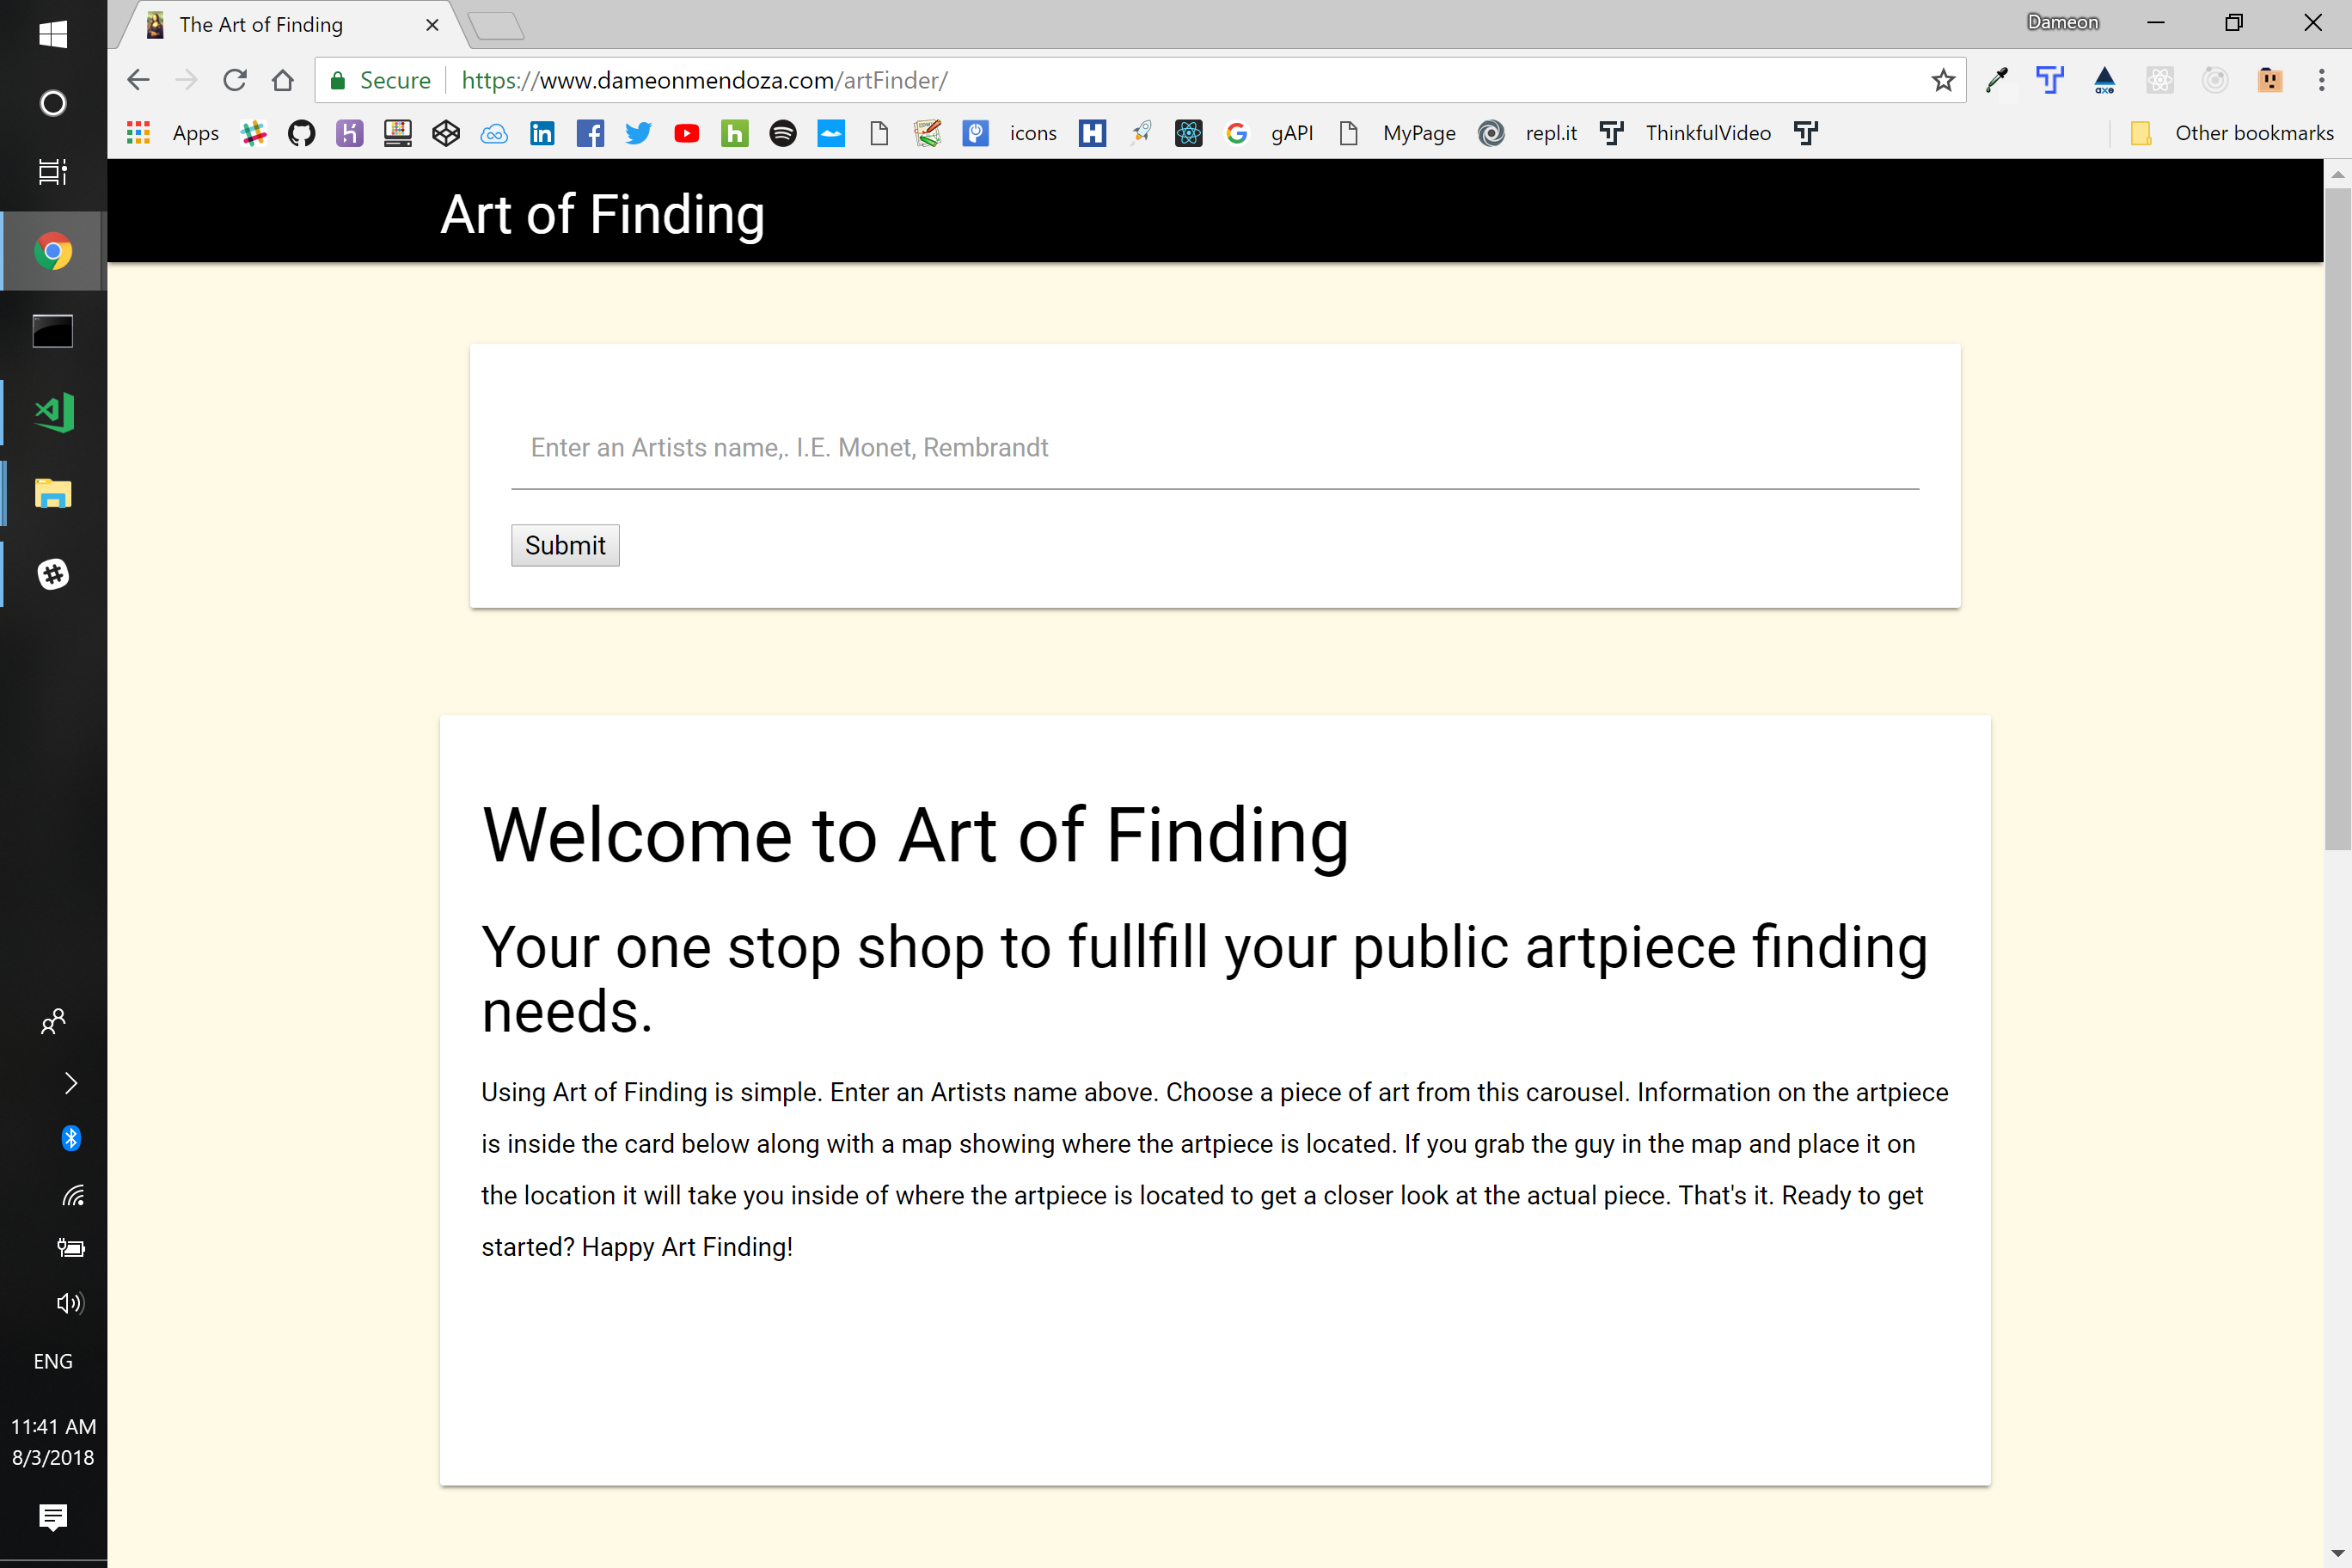 The Art of Finding
Dameon
Secure
https://www.dameonmendoza.com/artFinder/
axe
Apps
icons
gAPI
MyPage
repl.it
ThinkfulVideo
Other bookmarks
Art of Finding
Enter an Artists name,. I.E. Monet, Rembrandt
Submit
Welcome to Art of Finding
Your one stop shop to fullfill your public artpiece finding
needs.
Using Art of Finding is simple. Enter an Artists name above. Choose a piece of art from this carousel. Information on the artpiece
is inside the card below along with a map showing where the artpiece is located. If you grab the guy in the map and place it on
the location it will take you inside of where the artpiece is located to get a closer look at the actual piece. That's it. Ready to get
started? Happy Art Finding!
ENG
11:41 AM
8/3/2018